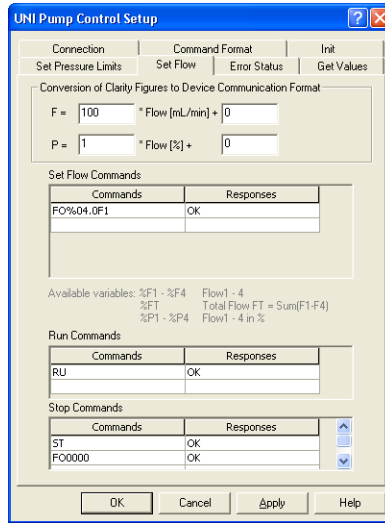 UNI Pump Control Setup
Connection Command Format Init
Set Pressure Limits Set Flow Error Status Get Values
Conversion of Clarity Figures to Device Communication Format
F = 100 * Flow [mL/min] + 0
P = 1 * Flow [%] + 0
Set Flow Commands
Commands Responses
FO%04.0F1 OK
Available variables: %F1 - %F4 Flow1 - 4
%FT Total Flow FT = Sum(F1-F4)
%P1 - %P4 Flow1 - 4 in %
Run Commands
Commands Responses
RU OK
Stop Commands
Commands Responses
ST OK
FO0000 OK
OK Cancel Apply Help